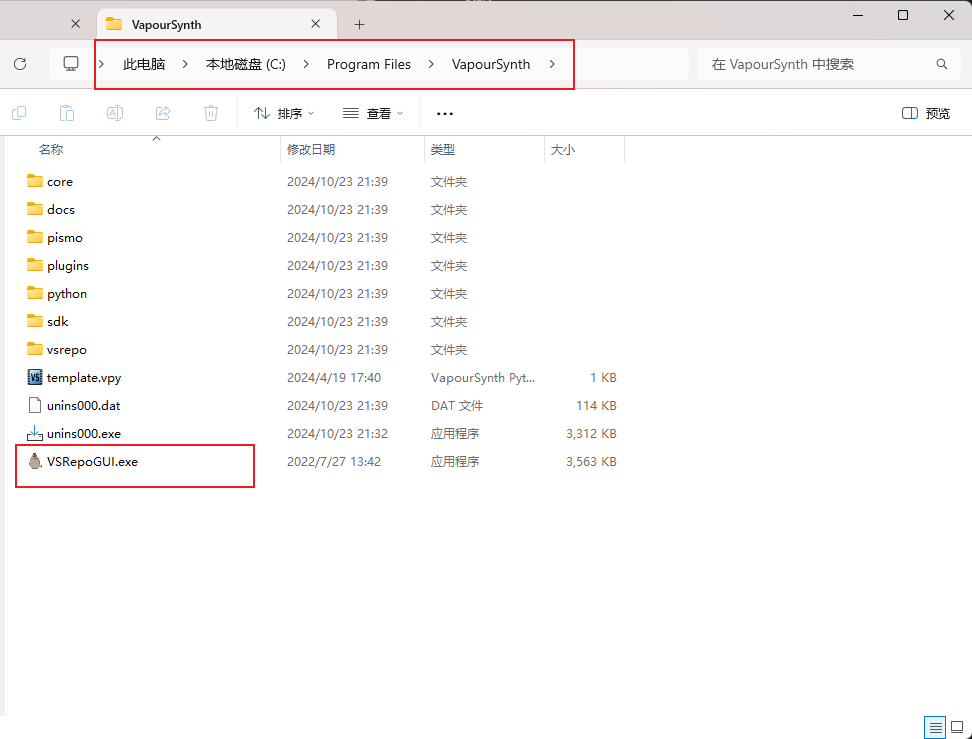 VapourSynth
此电脑 本地磁盘 (C:) Program Files VapourSynth 在 VapourSynth 中搜索
排序 查看 ... 预览
名称 修改日期 类型 大小
core 2024/10/23 21:39 文件夹
docs 2024/10/23 21:39 文件夹
pismo 2024/10/23 21:39 文件夹
plugins 2024/10/23 21:39 文件夹
python 2024/10/23 21:39 文件夹
sdk 2024/10/23 21:39 文件夹
vsrepo 2024/10/23 21:39 文件夹
template.vpy 2024/4/19 17:40 VapourSynth Pyt... 1 KB
unins000.dat 2024/10/23 21:39 DAT 文件 114 KB
unins000.exe 2024/10/23 21:32 应用程序 3,312 KB
VSRepoGUI.exe 2022/7/27 13:42 应用程序 3,563 KB